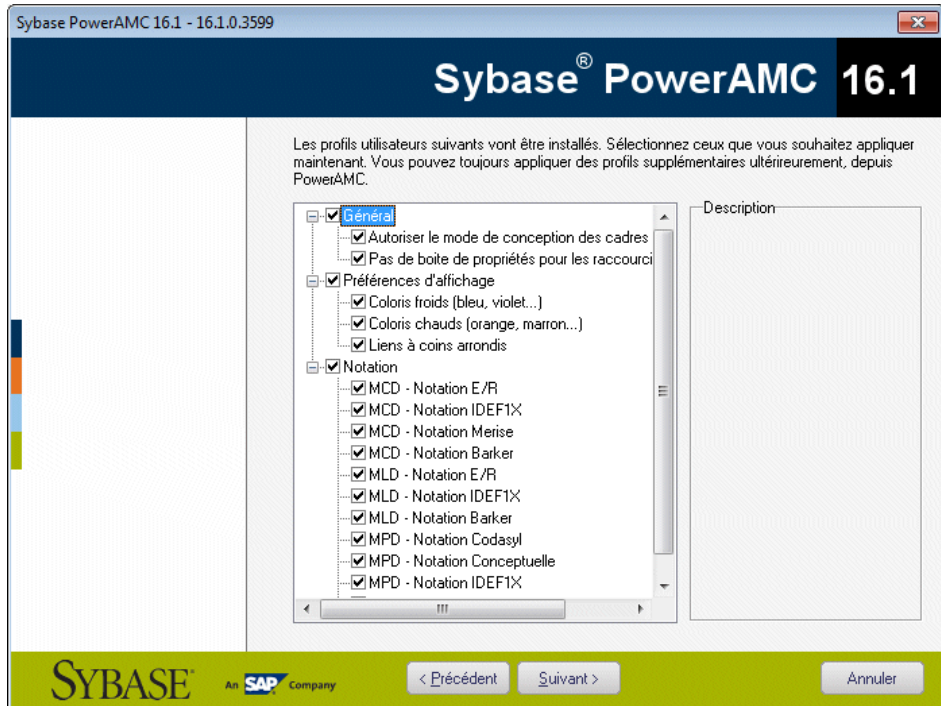 Sybase PowerAMC 16.1 - 16.1.0.3599
Sybase® PowerAMC 16.1
Les profils utilisateurs suivants vont être installés. Sélectionnez ceux que vous souhaitez appliquer
maintenant. Vous pouvez toujours appliquer des profils supplémentaires ultérieurement, depuis
PowerAMC.
Général
Autoriser le mode de conception des cadres
Pas de boite de propriétés pour les raccourci
Préférences d'affichage
Coloris froids (bleu, violet...)
Coloris chauds (orange, marron...)
Liens à coins arrondis
Notation
MCD - Notation E/R
MCD - Notation IDEF1X
MCD - Notation Merise
MCD - Notation Barker
MLD - Notation E/R
MLD - Notation IDEF1X
MLD - Notation Barker
MPD - Notation Codasyl
MPD - Notation Conceptuelle
MPD - Notation IDEF1X
Description
SYBASE An SAP Company
< Précédent
Suivant >
Annuler